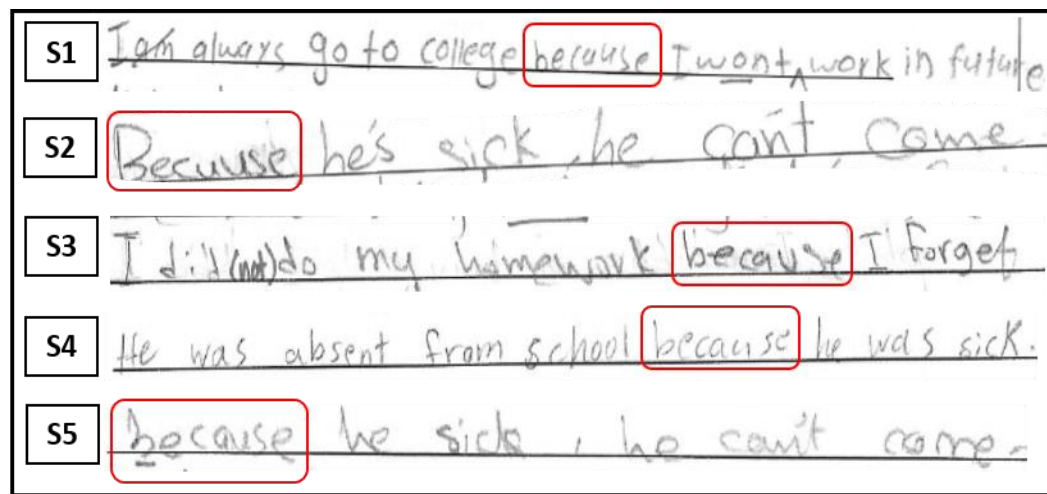 S1 I am always go to college because I wont work in future
S2 Because he's sick, he can't come
S3 I did (not) do my homework because I forget
S4 He was absent from school because he was sick.
S5 because he sick, he can't come.